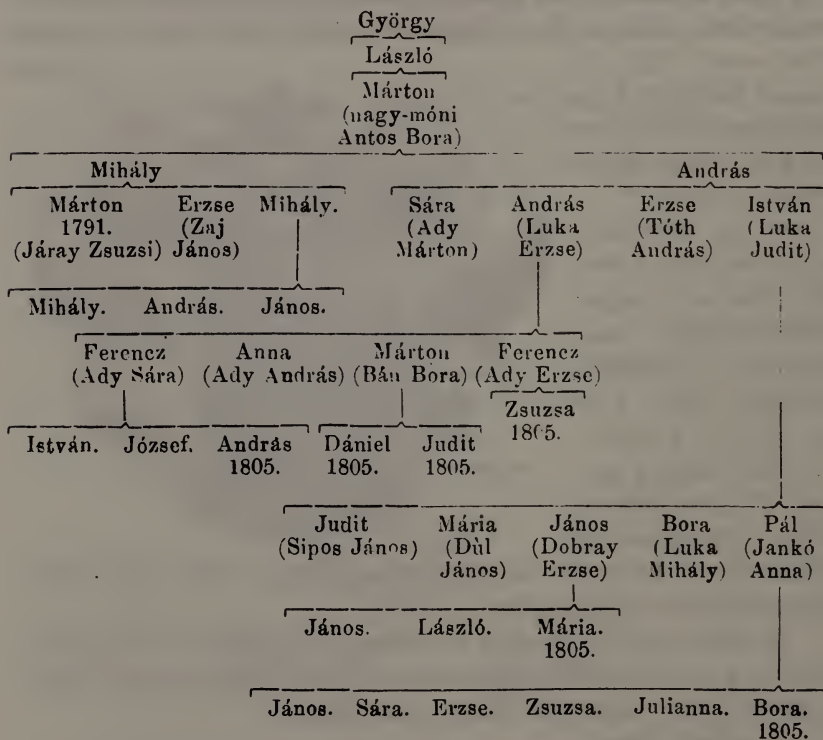 György
László
Márton
(nagy-móni
Antos Bora)
Mihály András
Márton Erzse Mihály. Sára András Erzse István
1791. (Zaj (Ady (Luka (Tóth (Luka
(Járay Zsuzsi) János) Márton) Erzse) András) Judit)
Mihály. András. János.
Ferencz Anna Márton Ferencz
(Ady Sára) (Ady András) (Bán Bora) (Ady Erzse)
Zsuzsa
1805.
István. József. András Dániel Judit
1805. 1805. 1805.
Judit Mária János Bora Pál
(Sipos János) (Dùl (Dobray (Luka (Jankó
János) Erzse) Mihály) Anna)
János. László. Mária.
1805.
János. Sára. Erzse. Zsuzsa. Julianna. Bora.
1805.